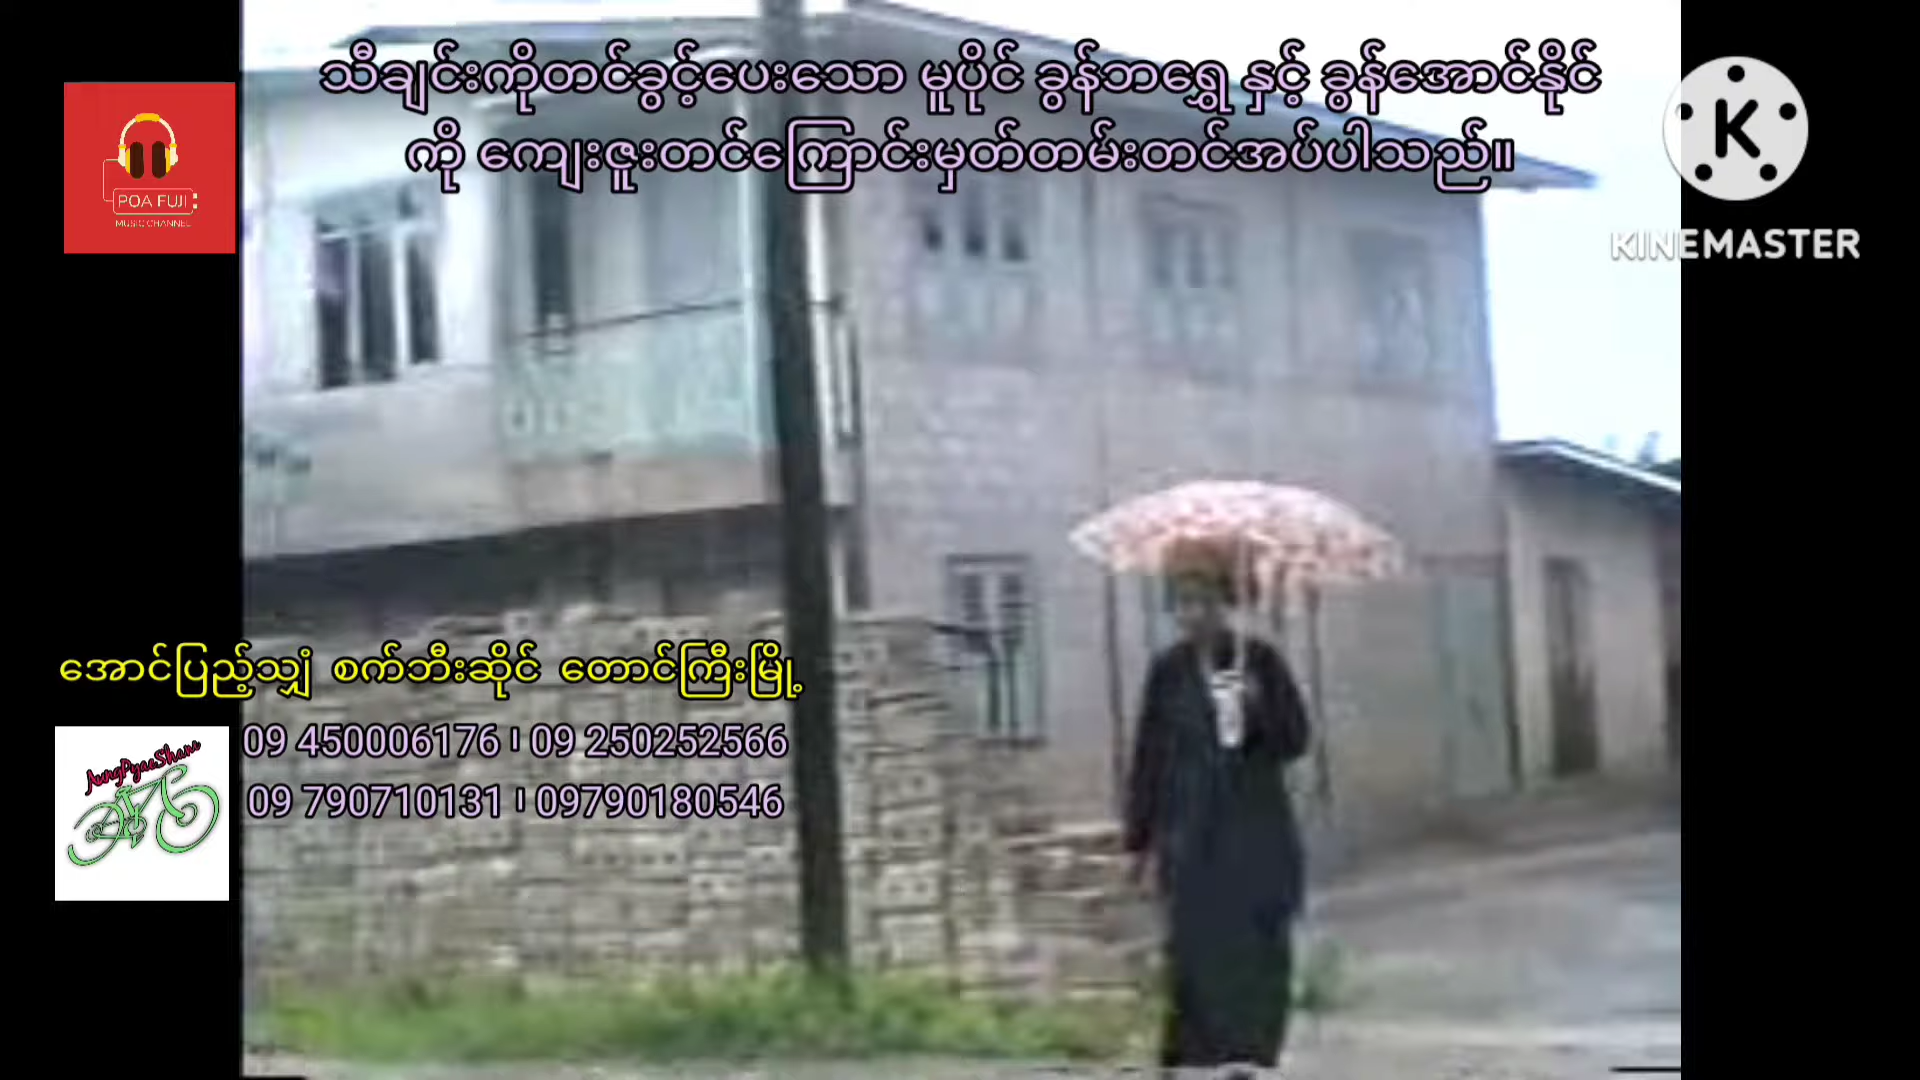 သီချင်းကိုတင်ခွင့်ပေးသော မူပိုင် ခွန်ဘရွှေ နှင့် ခွန်အောင်နိုင်
ကို ကျေးဇူးတင်ကြောင်းမှတ်တမ်းတင်အပ်ပါသည်။
POA FUJI
MUSIC CHANNEL
K
KINEMASTER
အောင်ပြည့်သျှံ စက်ဘီးဆိုင် တောင်ကြီးမြို့
09 450006176 ၊ 09 250252566
09 790710131 ၊ 09790180546
AungPyaeShan